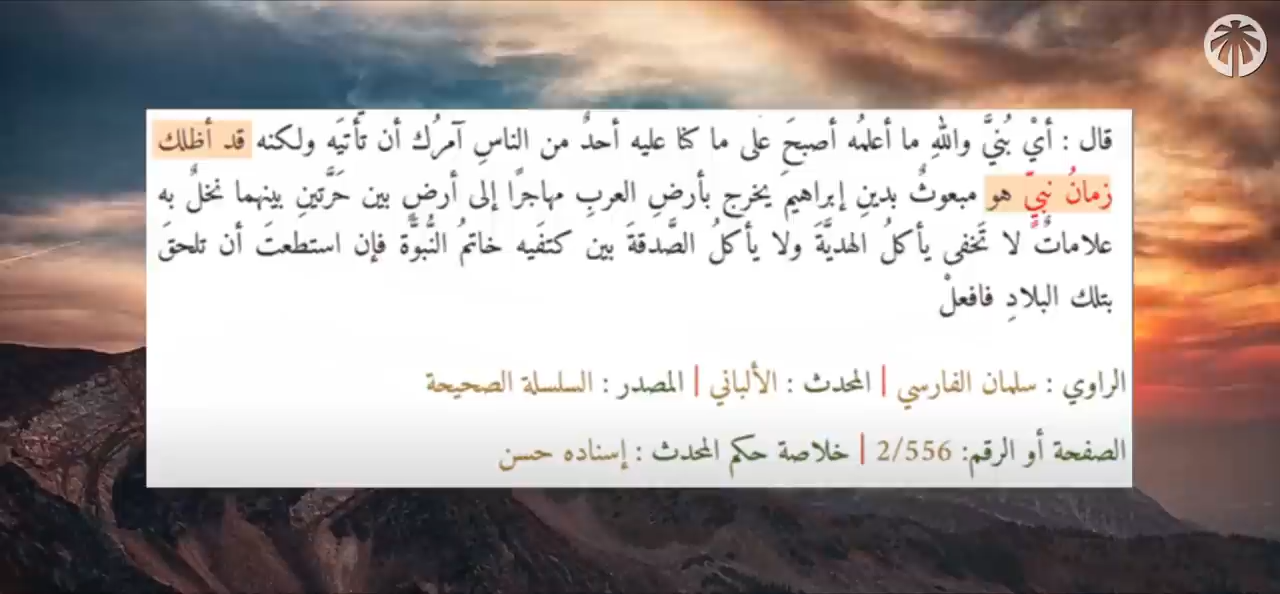 قال : أيْ بُنيَّ واللهِ ما أعلمُه أصبحَ على ما كنا عليه أحدٌ من الناسِ آمرُك أن تأتيَه ولكنه قد أظلك
زمانُ نبيٍّ هو مبعوثٌ بدينِ إبراهيمَ يخرج بأرضِ العربِ مهاجرًا إلى أرضٍ بين حَرَّتينِ بينهما نخلٌ به
علاماتٌ لا تَخفى يأكلُ الهديَّةَ ولا يأكلُ الصَّدقةَ بين كتفَيه خاتمُ النُّبوَّةِ فإن استطعتَ أن تلحقَ
بتلك البلادِ فافعلْ
الراوي : سلمان الفارسي | المحدث : الألباني | المصدر : السلسلة الصحيحة
الصفحة أو الرقم: 2/556 | خلاصة حكم المحدث : إسناده حسن